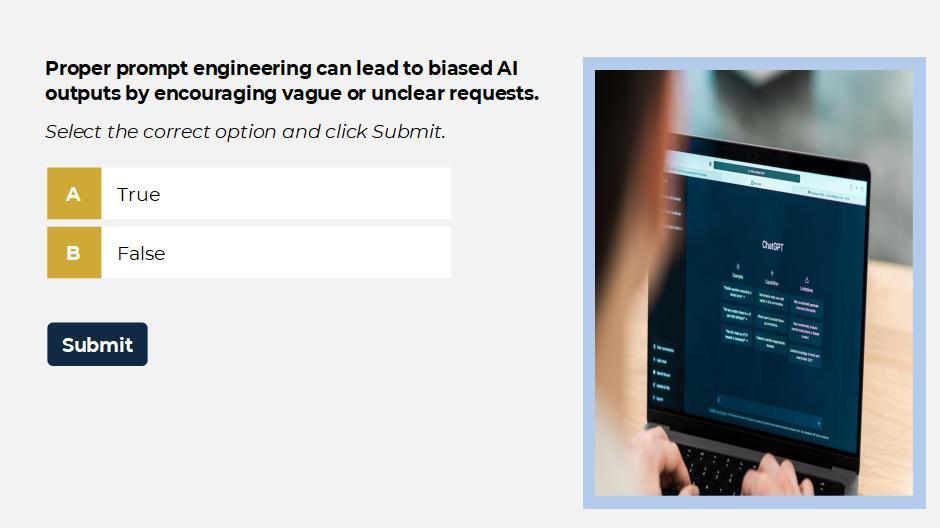 Proper prompt engineering can lead to biased AI
outputs by encouraging vague or unclear requests.
Select the correct option and click Submit.
A True
B False
Submit
ChatGPT
Examples
Capabilities
Limitations